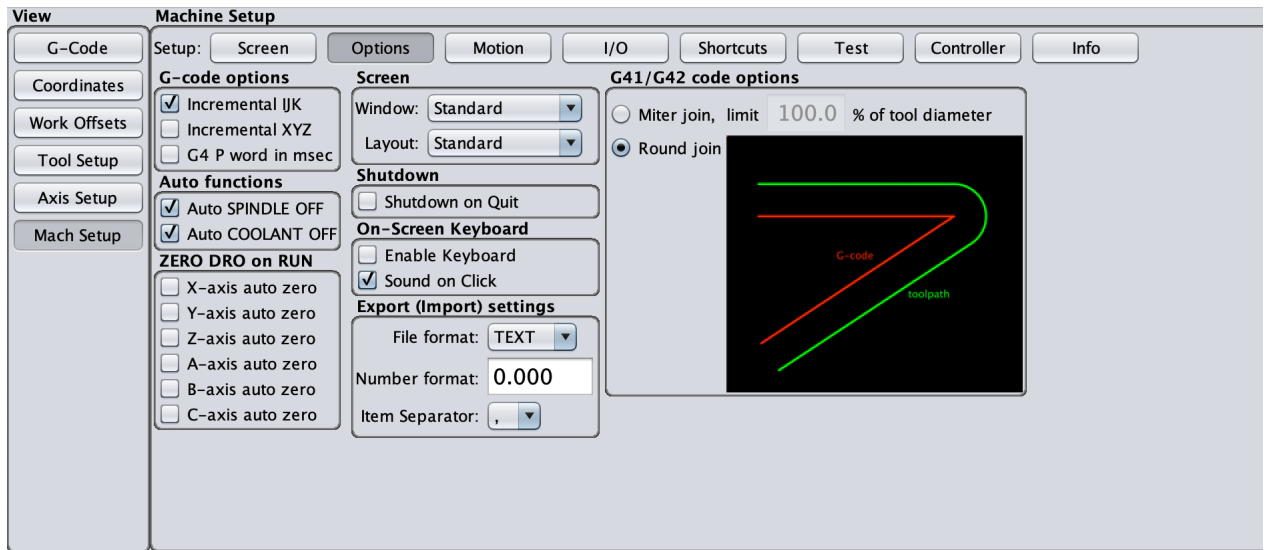 View
Machine Setup
G-Code
Coordinates
Work Offsets
Tool Setup
Axis Setup
Mach Setup
Setup: Screen Options Motion I/O Shortcuts Test Controller Info
G-code options
Incremental IJK
Incremental XYZ
G4 P word in msec
Auto functions
Auto SPINDLE OFF
Auto COOLANT OFF
ZERO DRO on RUN
X-axis auto zero
Y-axis auto zero
Z-axis auto zero
A-axis auto zero
B-axis auto zero
C-axis auto zero
Screen
Window: Standard
Layout: Standard
Shutdown
Shutdown on Quit
On-Screen Keyboard
Enable Keyboard
Sound on Click
Export (Import) settings
File format: TEXT
Number format: 0.000
Item Separator: ,
G41/G42 code options
Miter join, limit 100.0 % of tool diameter
Round join
G-code
toolpath